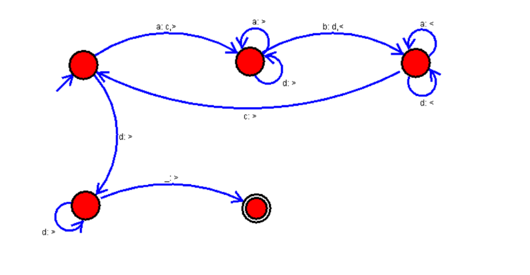 a: c,>
a: >
b: d,<
a: <
d: >
d: <
c: >
d: >
_: >
d: >